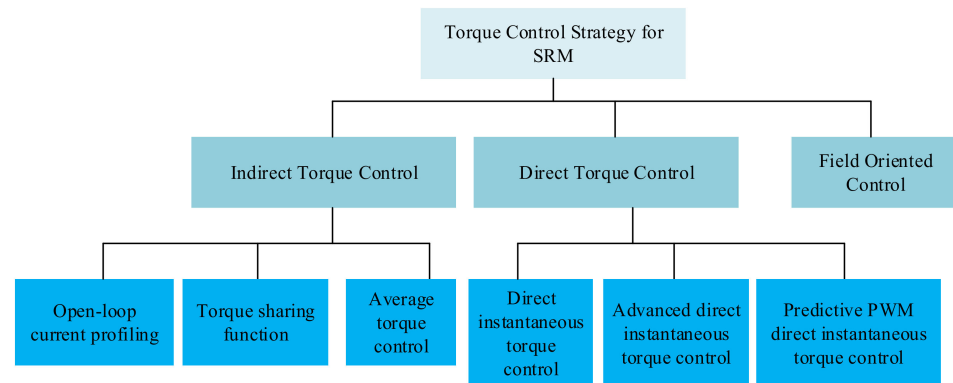 Torque Control Strategy for
SRM
Indirect Torque Control
Direct Torque Control
Field Oriented
Control
Open-loop
current profiling
Torque sharing
function
Average
torque
control
Direct
instantaneous
torque
control
Advanced direct
instantaneous
torque control
Predictive PWM
direct instantaneous
torque control